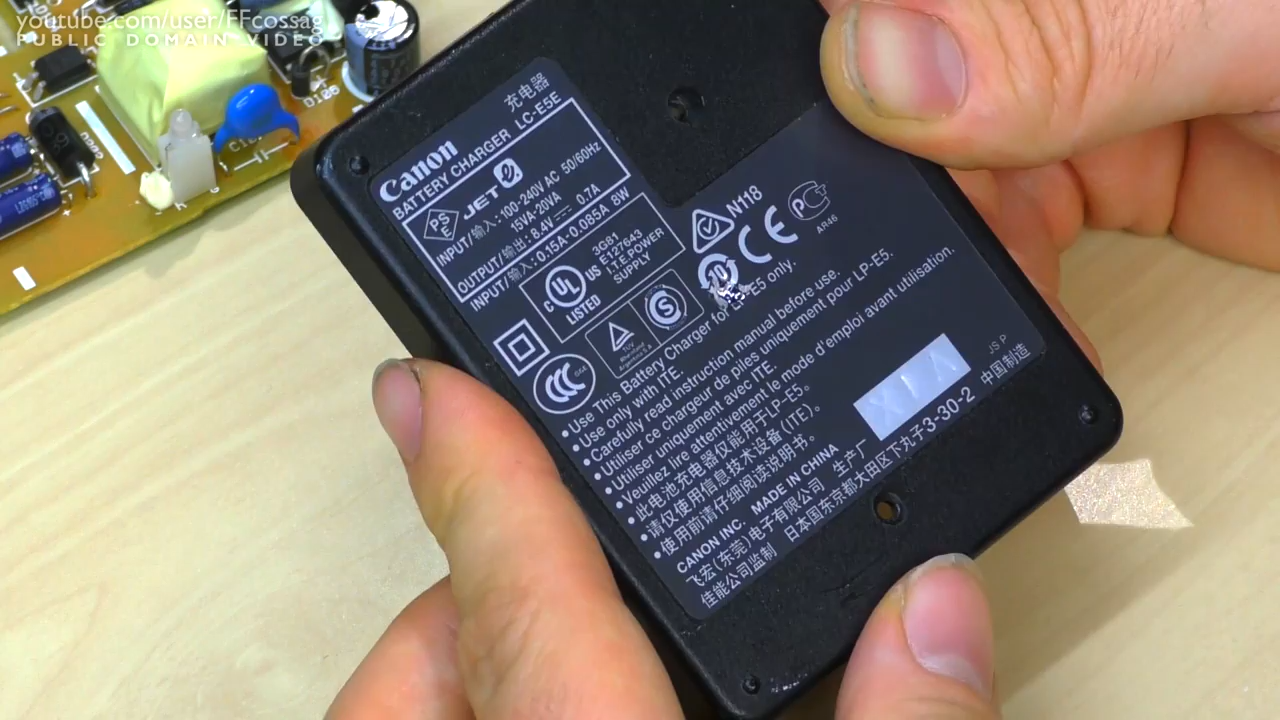 youtube.com/user/FFcossag
PUBLIC DOMAIN VIDEO
充电器
Canon
BATTERY CHARGER LC-E5E
PSE JET
INPUT/输入:100-240V AC 50/60Hz
15VA-20VA
OUTPUT/输出: 8.4V 0.7A
INPUT/输入:0.15A-0.085A 8W
C UL US LISTED
3G81
E127643
I.T.E.POWER
SUPPLY
N118
CE
AR46
10
S
TÜV
Rheinland
Argentina S.A.
CCC
• Use This Battery Charger for LP-E5 only.
• Use only with ITE.
• Carefully read instruction manual before use.
• Utiliser ce chargeur de piles uniquement pour LP-E5.
• Utiliser uniquement avec ITE.
• Veuillez lire attentivement le mode d'emploi avant utilisation.
• 此电池充电器仅能用于LP-E5。
• 请仅使用信息技术设备(ITE)。
• 使用前请仔细阅读说明书。
CANON INC. MADE IN CHINA
飞宏(东莞)电子有限公司 生产厂
佳能公司监制 日本国东京都大田区下丸子3-30-2
JS P
中国制造
C182